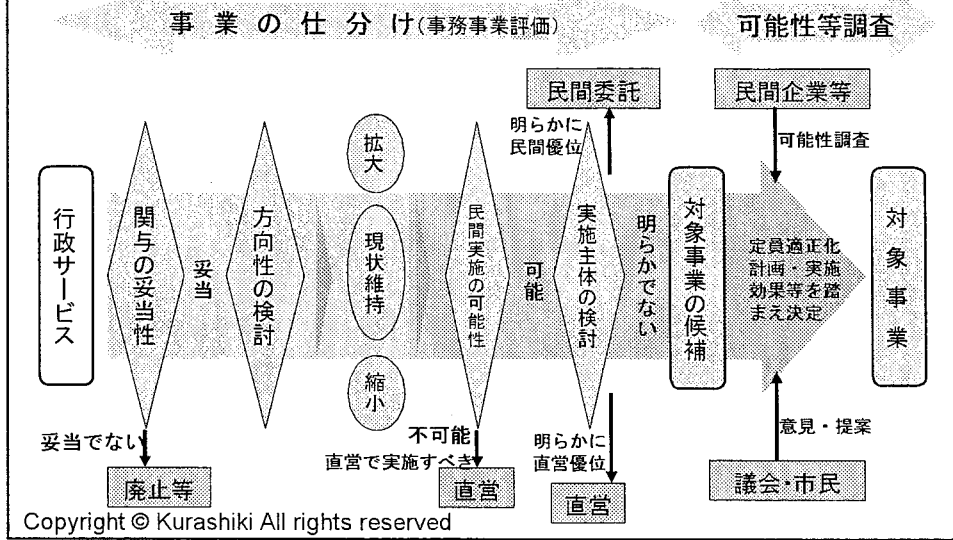 事業の仕分け(事務事業評価)
可能性等調査
民間委託
民間企業等
明らかに
民間優位
可能性調査
行政サービス
関与の妥当性
妥当
方向性の検討
拡大
現状維持
縮小
民間実施の可能性
可能
実施主体の検討
明らかでない
対象事業の候補
定員適正化
計画・実施
効果等を踏
まえ決定
対象事業
妥当でない
廃止等
不可能
直営で実施すべき
直営
明らかに
直営優位
直営
意見・提案
議会・市民
Copyright © Kurashiki All rights reserved